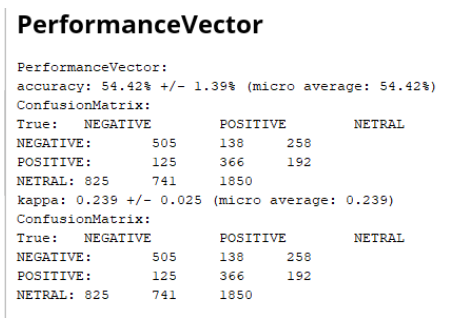 PerformanceVector
PerformanceVector:
accuracy: 54.42% +/- 1.39% (micro average: 54.42%)
ConfusionMatrix:
True: NEGATIVE POSITIVE NETRAL
NEGATIVE: 505 138 258
POSITIVE: 125 366 192
NETRAL: 825 741 1850
kappa: 0.239 +/- 0.025 (micro average: 0.239)
ConfusionMatrix:
True: NEGATIVE POSITIVE NETRAL
NEGATIVE: 505 138 258
POSITIVE: 125 366 192
NETRAL: 825 741 1850